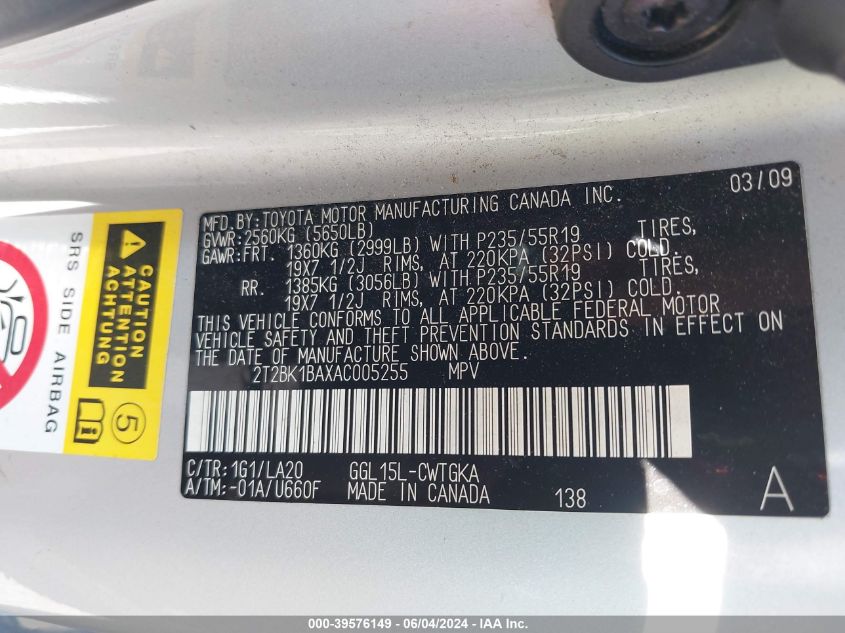 03/09
MFD.BY:TOYOTA MOTOR MANUFACTURING CANADA INC.
GVWR:2560KG (5650LB)
GAWR:FRT. 1360KG (2999LB) WITH P235/55R19 TIRES,
19X7 1/2J RIMS, AT 220KPA (32PSI) COLD.
RR. 1385KG (3056LB) WITH P235/55R19 TIRES,
19X7 1/2J RIMS, AT 220KPA (32PSI) COLD.
THIS VEHICLE CONFORMS TO ALL APPLICABLE FEDERAL MOTOR
VEHICLE SAFETY AND THEFT PREVENTION STANDARDS IN EFFECT ON
THE DATE OF MANUFACTURE SHOWN ABOVE.
2T2BK1BAXAC005255 MPV
C/TR:1G1/LA20 GGL15L-CWTGKA
A/TM:-01A/U660F MADE IN CANADA 138 A
CAUTION
ATTENTION
ACHTUNG
SRS SIDE AIRBAG
5
i
000-39576149 - 06/04/2024 - IAA Inc.